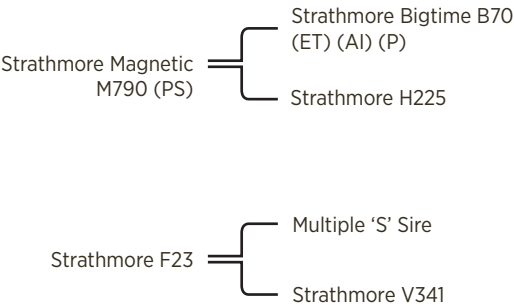 Strathmore Bigtime B70
(ET) (AI) (P)
Strathmore Magnetic
M790 (PS)
Strathmore H225
Multiple ‘S’ Sire
Strathmore F23
Strathmore V341